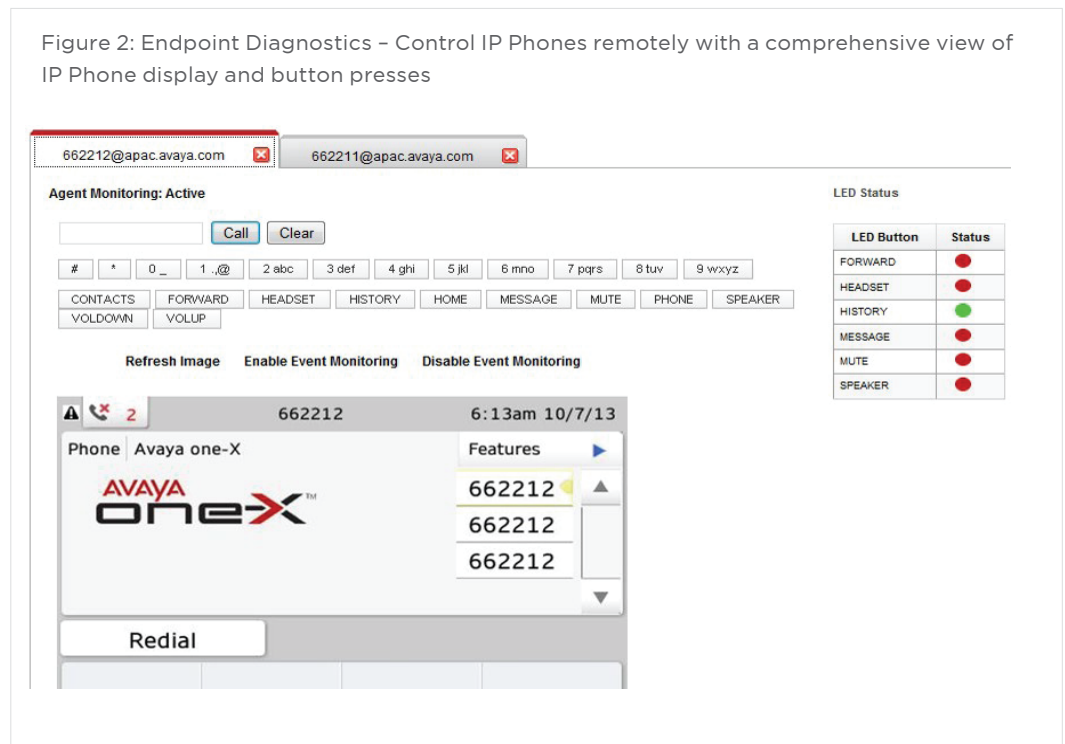 Figure 2: Endpoint Diagnostics – Control IP Phones remotely with a comprehensive view of
IP Phone display and button presses
662212@apac.avaya.com
662211@apac.avaya.com
Agent Monitoring: Active
Call Clear
# * 0 _ 1 .,@ 2 abc 3 def 4 ghi 5 jkl 6 mno 7 pqrs 8 tuv 9 wxyz
CONTACTS FORWARD HEADSET HISTORY HOME MESSAGE MUTE PHONE SPEAKER
VOLDOWN VOLUP
Refresh Image Enable Event Monitoring Disable Event Monitoring
LED Status
LED Button Status
FORWARD
HEADSET
HISTORY
MESSAGE
MUTE
SPEAKER
2 662212 6:13am 10/7/13
Phone Avaya one-X
Features
AVAYA
one-X™
662212
662212
662212
Redial